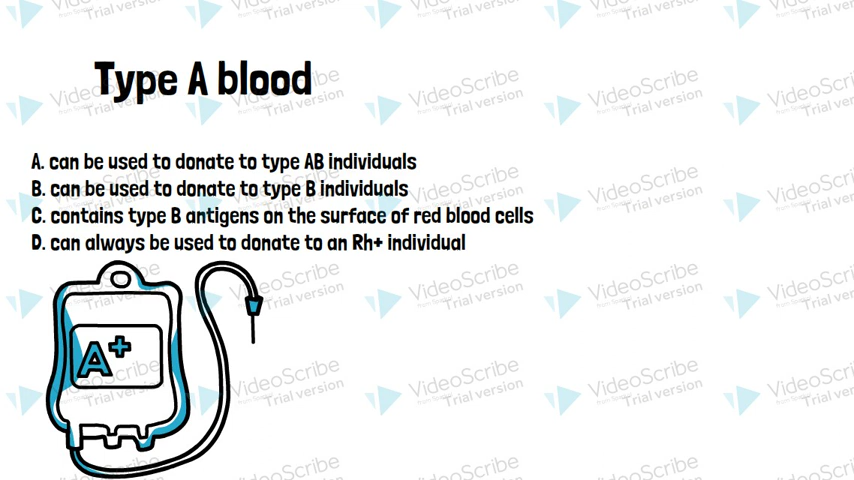 Type A blood
A. can be used to donate to type AB individuals
B. can be used to donate to type B individuals
C. contains type B antigens on the surface of red blood cells
D. can always be used to donate to an Rh+ individual
A+
VideoScribe
from Sparkol Trial version